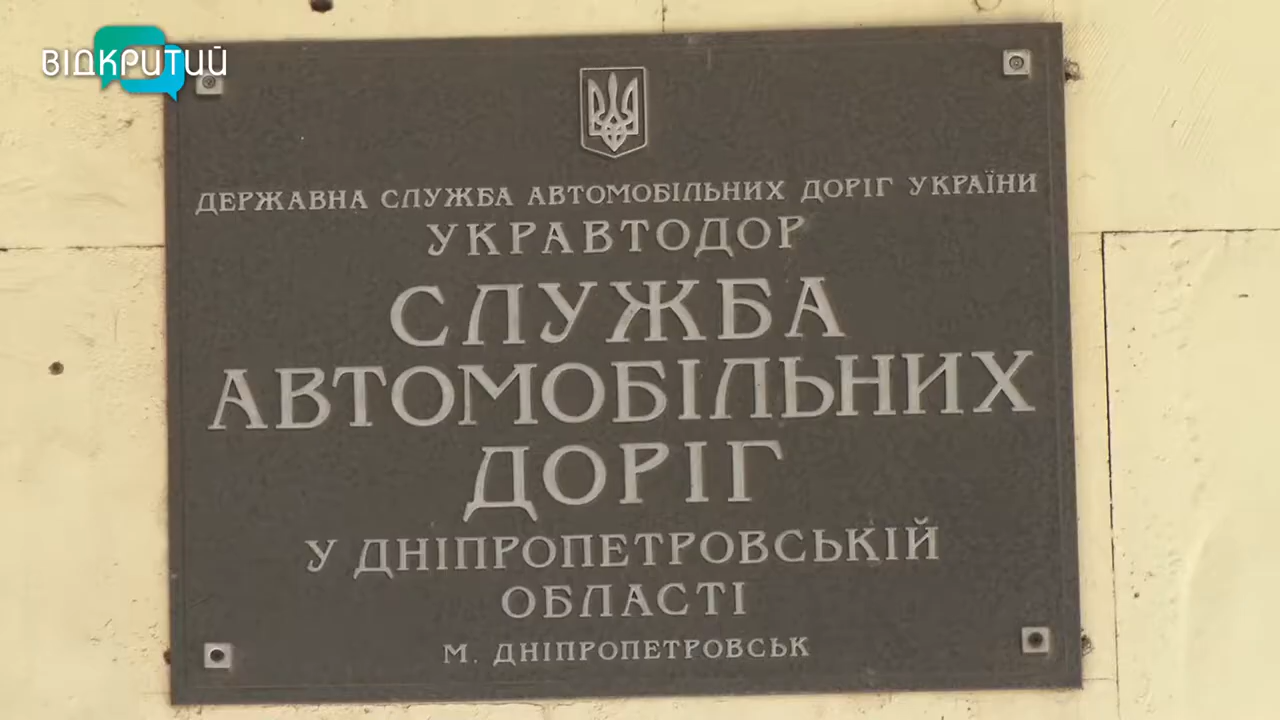 ВІДКРИТИЙ
ДЕРЖАВНА СЛУЖБА АВТОМОБІЛЬНИХ ДОРІГ УКРАЇНИ
УКРАВТОДОР
СЛУЖБА
АВТОМОБІЛЬНИХ
ДОРІГ
У ДНІПРОПЕТРОВСЬКІЙ
ОБЛАСТІ
М. ДНІПРОПЕТРОВСЬК